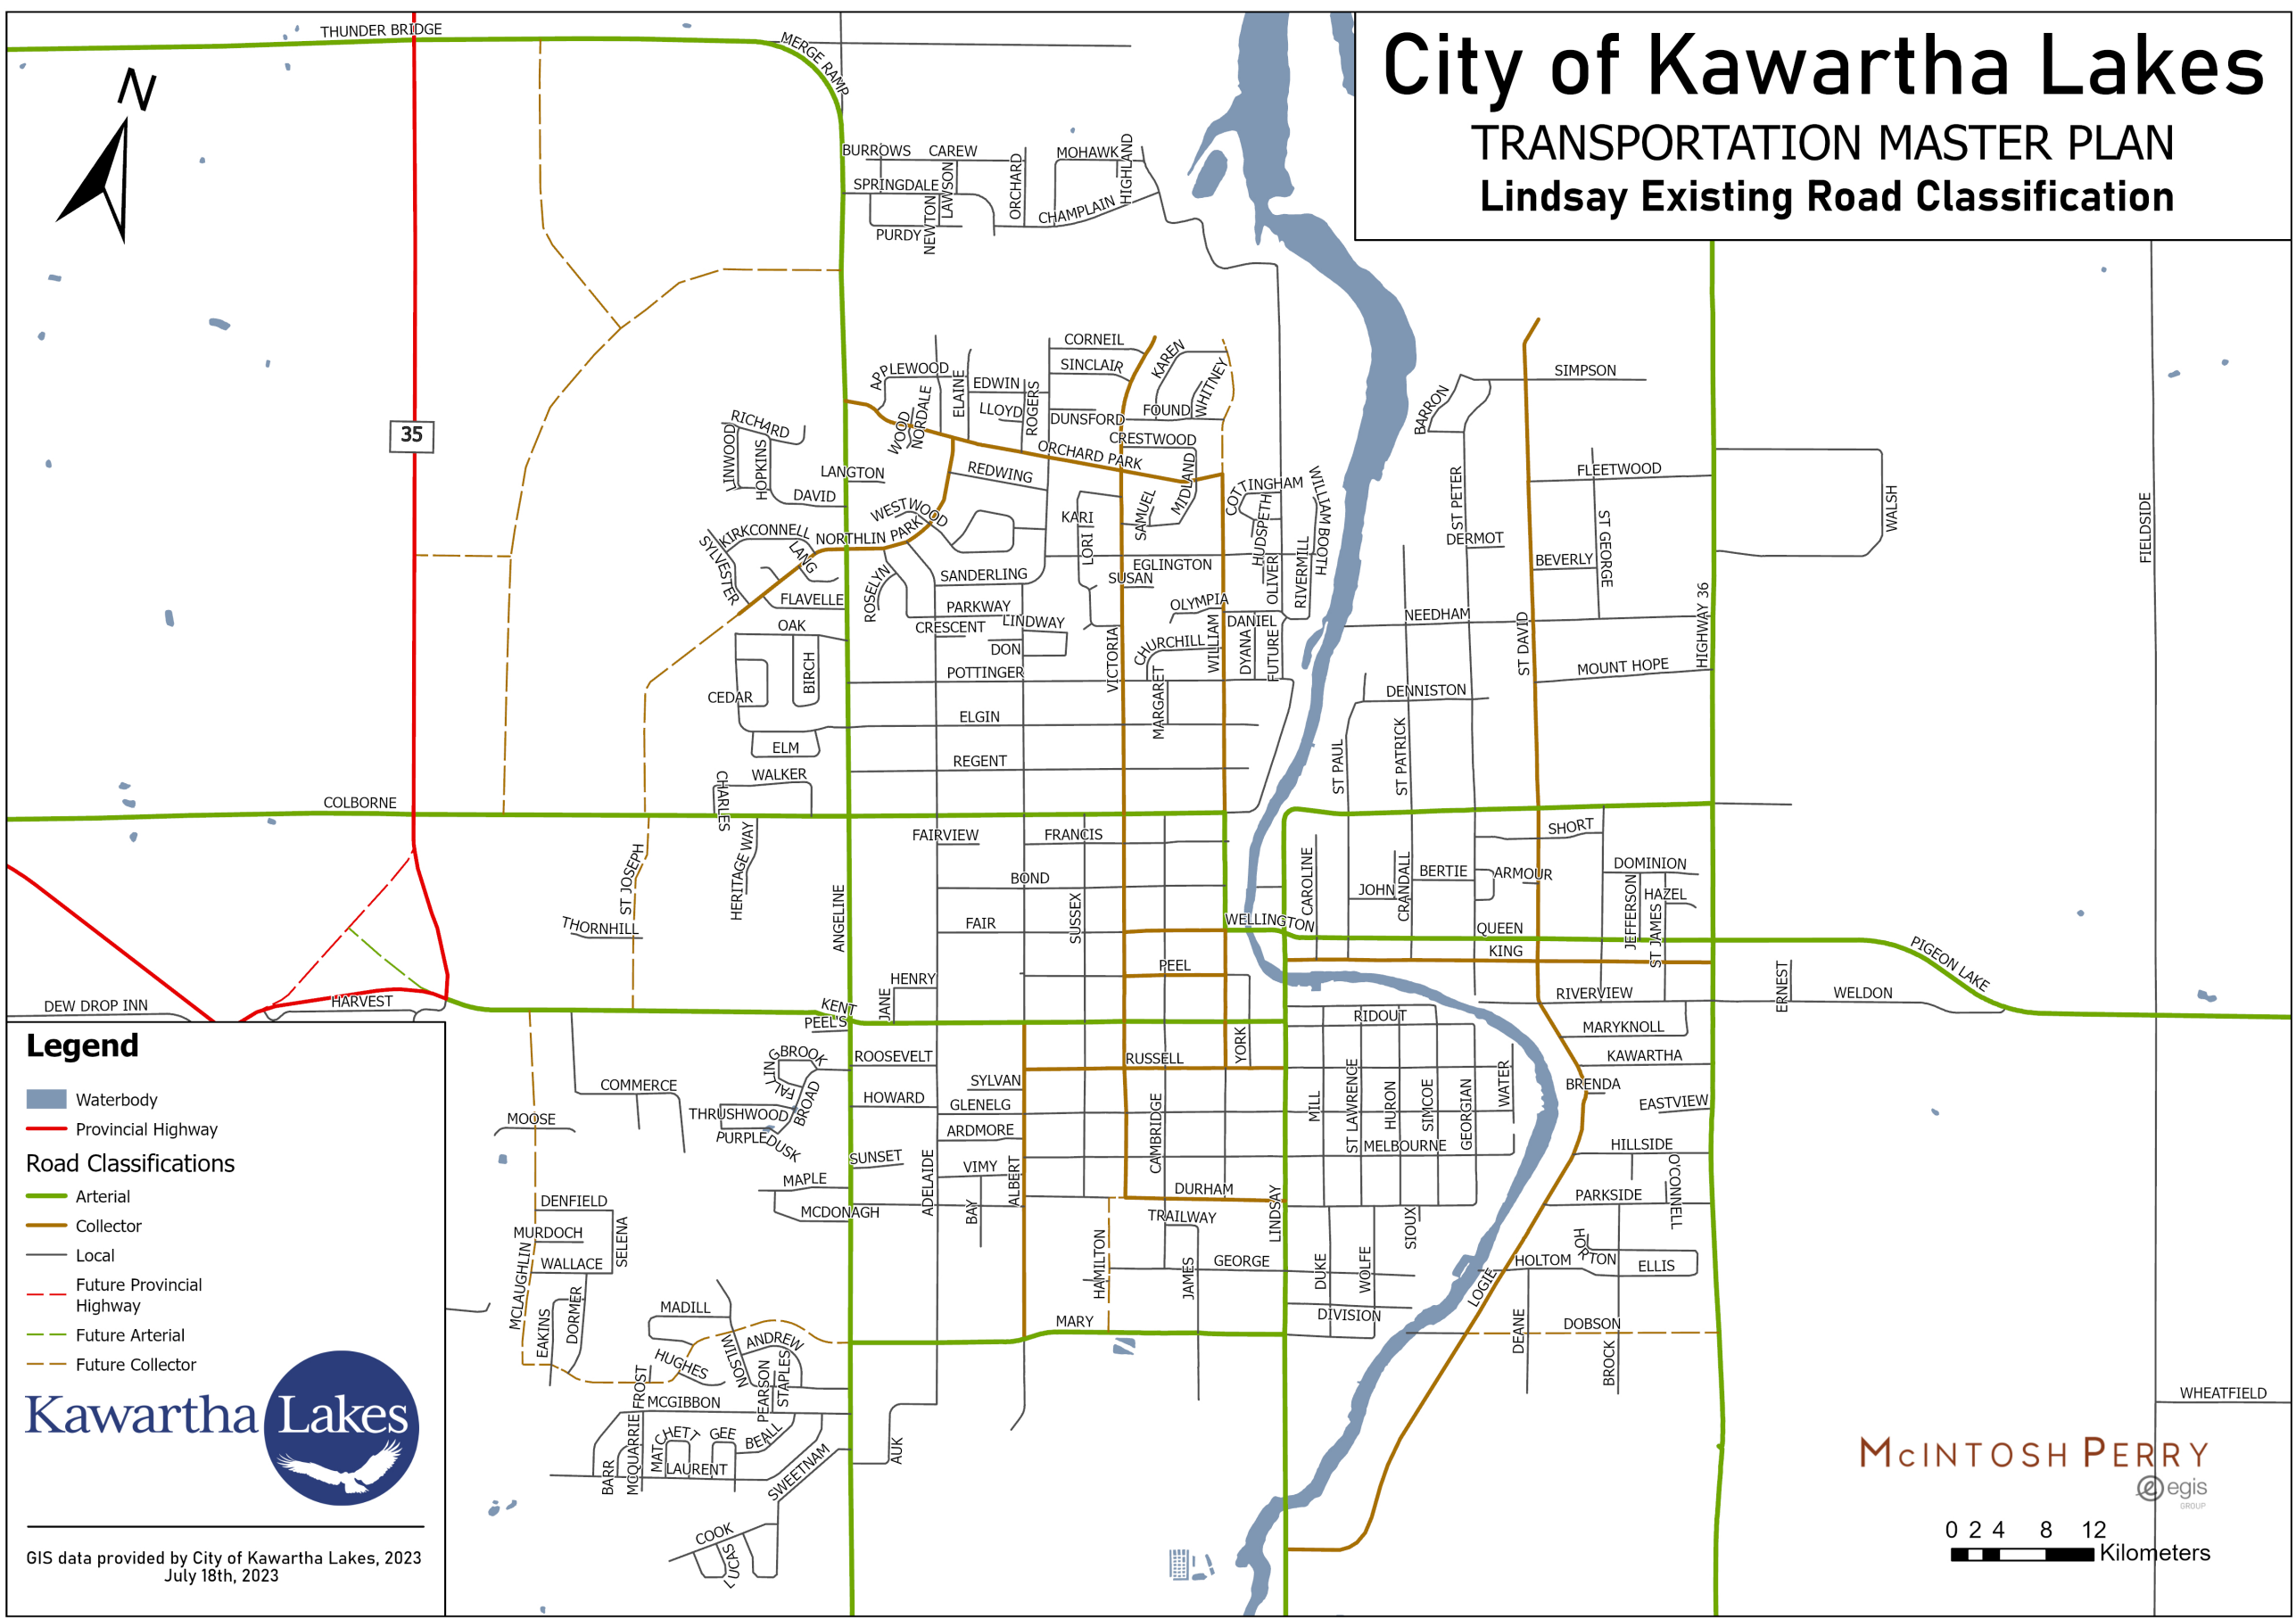 City of Kawartha Lakes
TRANSPORTATION MASTER PLAN
Lindsay Existing Road Classification
N
THUNDER BRIDGE
MERGE RAMP
BURROWS
CAREW
MOHAWK
HIGHLAND
SPRINGDALE
LAWSON
ORCHARD
CHAMPLAIN
PURDY
NEWTON
CORNEIL
KAREN
APPLEWOOD
SINCLAIR
WHITNEY
SIMPSON
ELAINE
EDWIN
ROGERS
NORDALE
LLOYD
DUNSFORD
FOUND
BARRON
WOOD
RICHARD
35
LINWOOD
HOPKINS
CRESTWOOD
ORCHARD PARK
LANGTON
REDWING
MIDLAND
COTTINGHAM
WILLIAM BOOTH
FLEETWOOD
DAVID
WESTWOOD
SAMUEL
HUDSPETH
ST PETER
WALSH
KARI
KIRKCONNELL
NORTHLIN PARK
LORI
DERMOT
ST GEORGE
FIELDSIDE
SYLVESTER
LANG
EGLINGTON
BEVERLY
ROSELYN
SANDERLING
SUSAN
OLIVER
RIVERMILL
FLAVELLE
PARKWAY
OLYMPIA
NEEDHAM
HIGHWAY 36
OAK
CRESCENT
LINDWAY
DANIEL
BIRCH
DON
CHURCHILL
WILLIAM
DYANA
FUTURE
ST DAVID
CEDAR
POTTINGER
VICTORIA
MARGARET
DENNISTON
MOUNT HOPE
ELGIN
ELM
REGENT
ST PAUL
ST PATRICK
WALKER
CHARLES
COLBORNE
FAIRVIEW
FRANCIS
SHORT
HERITAGE WAY
ST JOSEPH
BOND
CAROLINE
JOHN
CRANDALL
BERTIE
ARMOUR
DOMINION
JEFFERSON
HAZEL
ST JAMES
ANGELINE
THORNHILL
FAIR
SUSSEX
WELLINGTON
QUEEN
KING
PIGEON LAKE
PEEL
HENRY
JANE
ERNEST
DEW DROP INN
HARVEST
KENT
PEEL'S
RIVERVIEW
WELDON
RIDOUT
MARYKNOLL
BROOK
FALLINGBROOK
ROOSEVELT
RUSSELL
YORK
KAWARTHA
COMMERCE
BROAD
SYLVAN
WATER
BRENDA
THRUSHWOOD
HOWARD
GLENELG
MILL
ST LAWRENCE
HURON
SIMCOE
GEORGIAN
EASTVIEW
MOOSE
PURPLE DUSK
ARDMORE
CAMBRIDGE
MELBOURNE
HILLSIDE
SUNSET
VIMY
O'CONNELL
DENFIELD
MAPLE
MCDONAGH
ADELAIDE
BAY
ALBERT
DURHAM
LINDSAY
PARKSIDE
MURDOCH
SELENA
TRAILWAY
SIOUX
WALLACE
HAMILTON
JAMES
GEORGE
DUKE
WOLFE
HOLTOM
HORTON
ELLIS
MCLAUGHLIN
LOGIE
EAKINS
DORMER
MADILL
DIVISION
MARY
DEANE
DOBSON
BROCK
HUGHES
WILSON
ANDREW
PEARSON
STAPLES
FROST
MCGIBBON
WHEATFIELD
BARR
MCQUARRIE
MATCHETT
GEE
BEALL
LAURENT
SWEETNAM
AUK
COOK
LUCAS
Legend
Waterbody
Provincial Highway
Road Classifications
Arterial
Collector
Local
Future Provincial
Highway
Future Arterial
Future Collector
Kawartha Lakes
GIS data provided by City of Kawartha Lakes, 2023
July 18th, 2023
McINTOSH PERRY
egis
GROUP
0 2 4 8 12
Kilometers